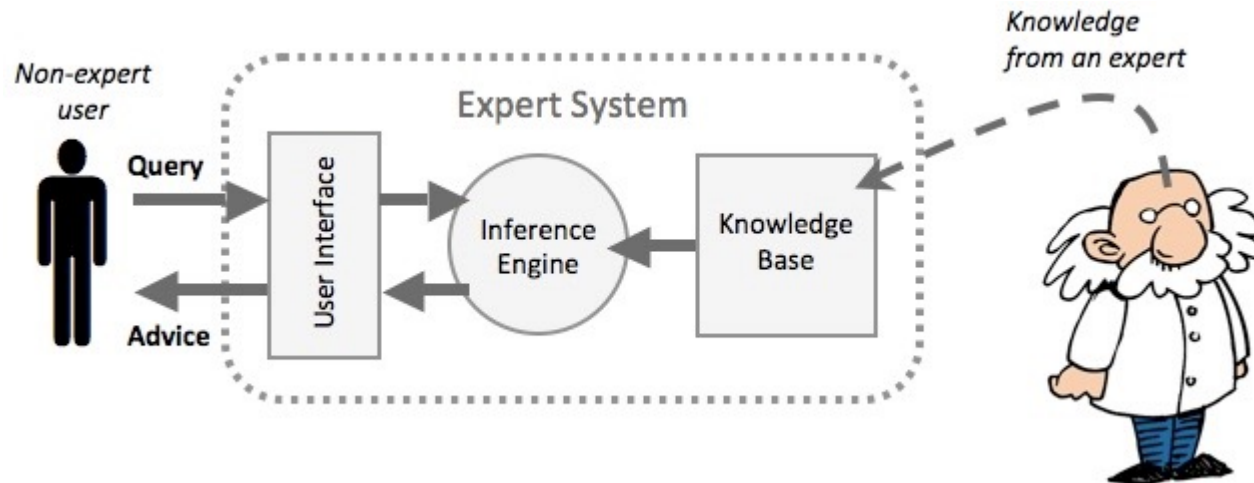 Knowledge
from an expert
Non-expert
user
Expert System
Query
User Interface
Inference
Engine
Knowledge
Base
Advice